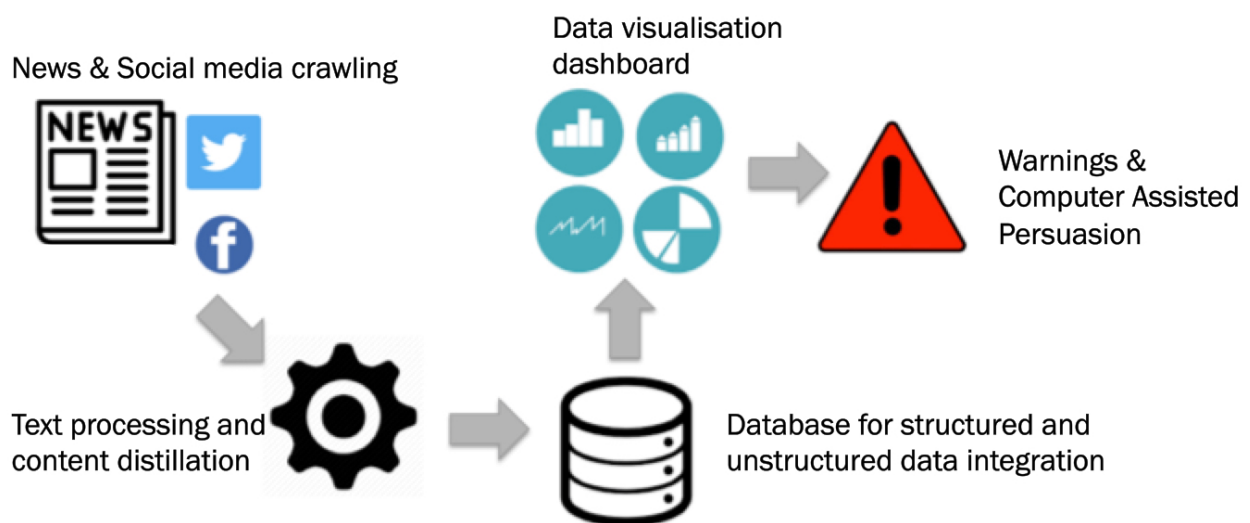 News & Social media crawling
NEWS
f
Text processing and
content distillation
Database for structured and
unstructured data integration
Data visualisation
dashboard
Warnings &
Computer Assisted
Persuasion